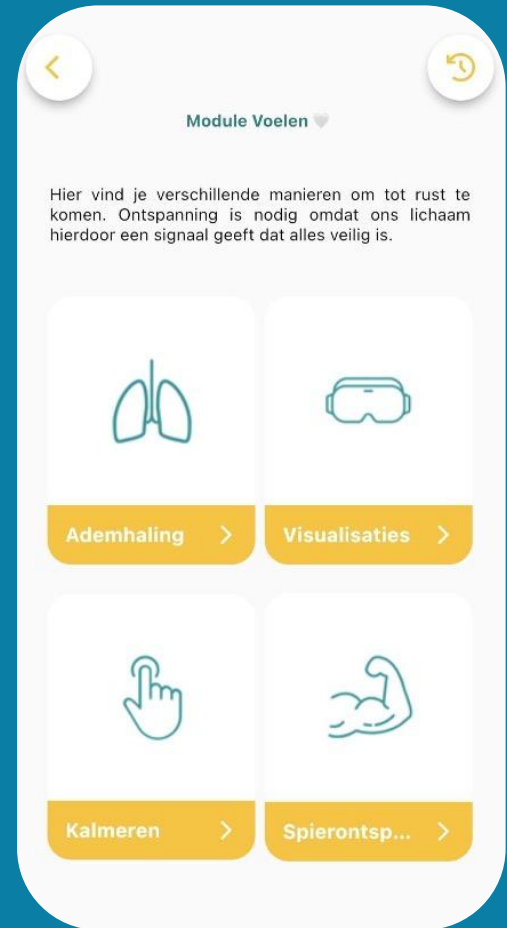 Module Voelen 🤍
Hier vind je verschillende manieren om tot rust te
komen. Ontspanning is nodig omdat ons lichaam
hierdoor een signaal geeft dat alles veilig is.
Ademhaling
Visualisaties
Kalmeren
Spierontsp...